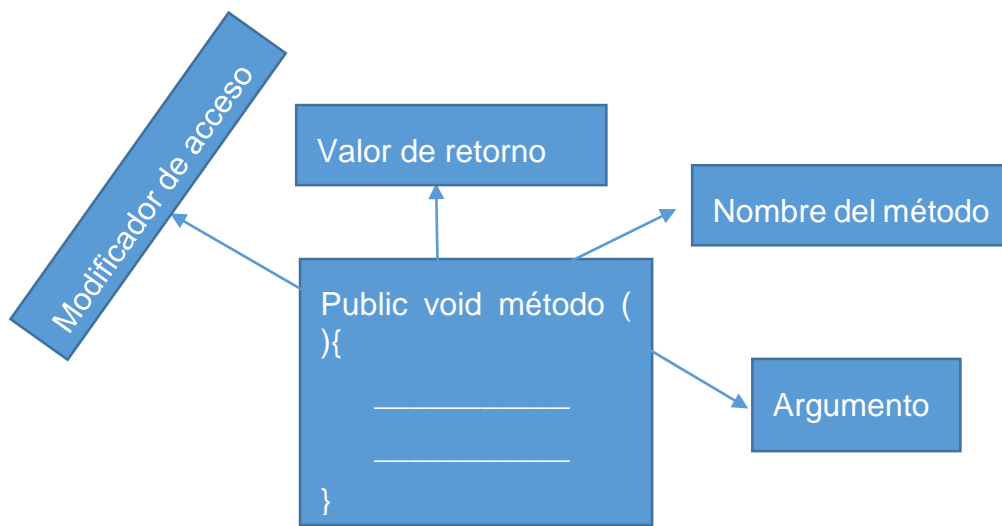 Modificador de acceso
Valor de retorno
Nombre del método
Public void método (
){
____________
____________
}
Argumento